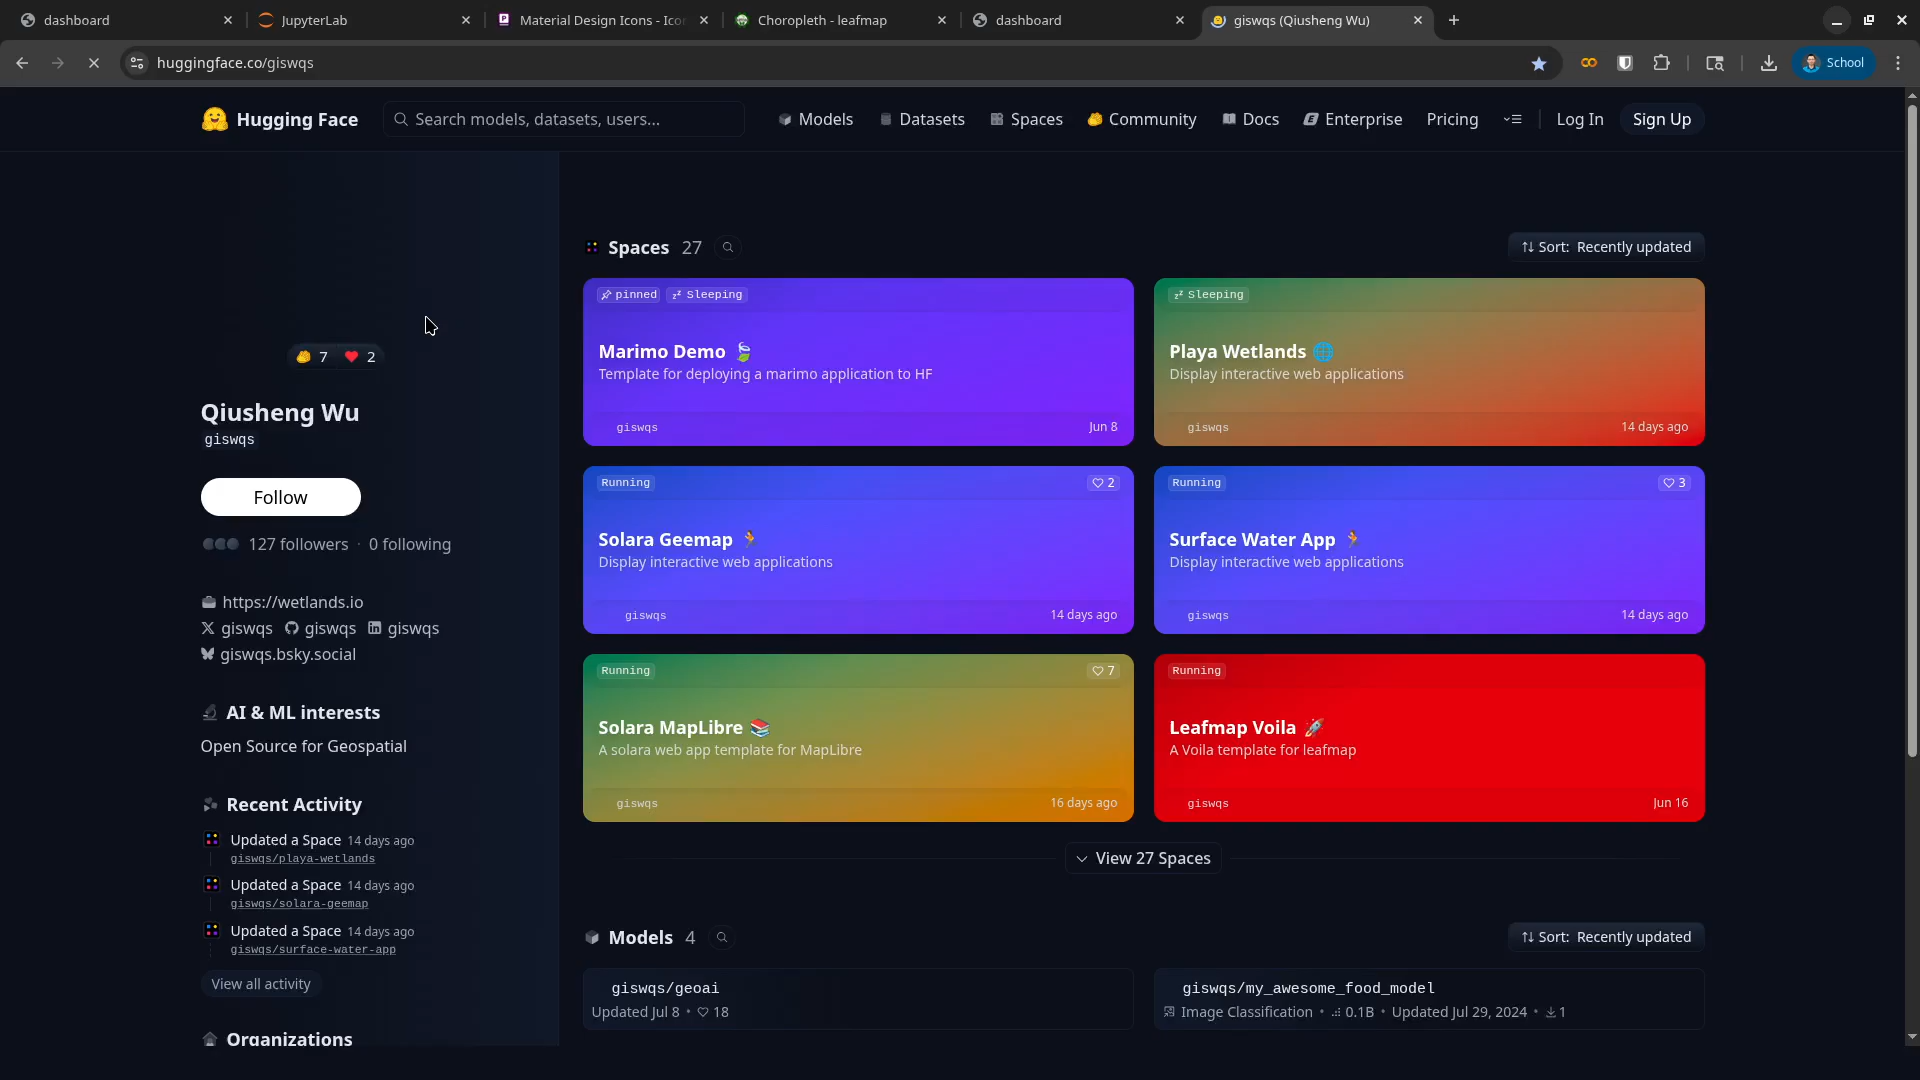 dashboard
JupyterLab
Material Design Icons - Ico
Choropleth - leafmap
dashboard
giswqs (Qiusheng Wu)
huggingface.co/giswqs
School
Hugging Face
Search models, datasets, users...
Models
Datasets
Spaces
Community
Docs
Enterprise
Pricing
Log In
Sign Up
7 2
Qiusheng Wu
giswqs
Follow
127 followers · 0 following
https://wetlands.io
giswqs giswqs giswqs
giswqs.bsky.social
AI & ML interests
Open Source for Geospatial
Recent Activity
Updated a Space 14 days ago
giswqs/playa-wetlands
Updated a Space 14 days ago
giswqs/solara-geemap
Updated a Space 14 days ago
giswqs/surface-water-app
View all activity
Organizations
Spaces 27
Sort: Recently updated
pinned Sleeping
Marimo Demo
Template for deploying a marimo application to HF
giswqs Jun 8
Sleeping
Playa Wetlands
Display interactive web applications
giswqs 14 days ago
Running 2
Solara Geemap
Display interactive web applications
giswqs 14 days ago
Running 3
Surface Water App
Display interactive web applications
giswqs 14 days ago
Running 7
Solara MapLibre
A solara web app template for MapLibre
giswqs 16 days ago
Running
Leafmap Voila
A Voila template for leafmap
giswqs Jun 16
View 27 Spaces
Models 4
Sort: Recently updated
giswqs/geoai
Updated Jul 8 • 18
giswqs/my_awesome_food_model
Image Classification • 0.1B • Updated Jul 29, 2024 • 1